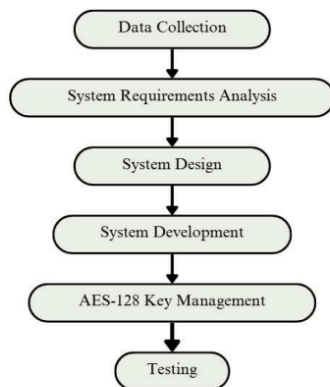 Data Collection
System Requirements Analysis
System Design
System Development
AES-128 Key Management
Testing